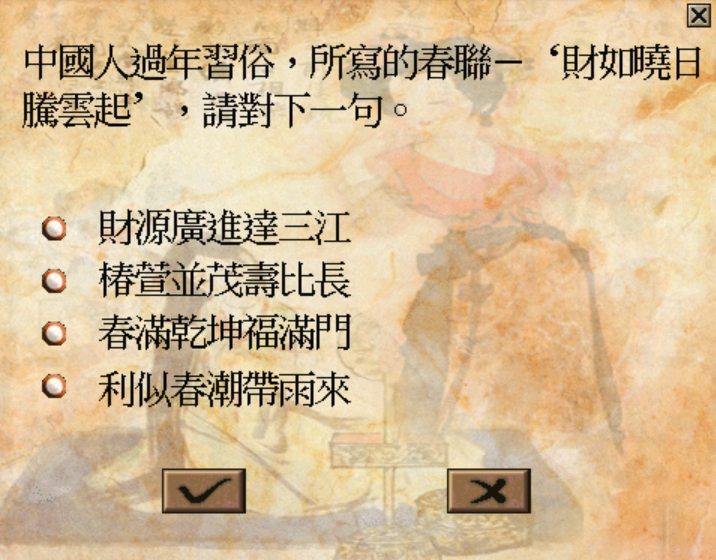 中國人過年習俗，所寫的春聯－‘財如曉日
騰雲起’，請對下一句。
財源廣進達三江
椿萱並茂壽比長
春滿乾坤福滿門
利似春潮帶雨來